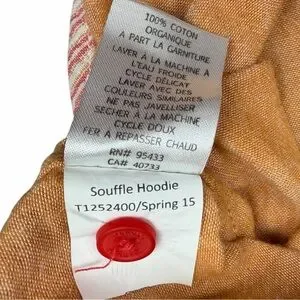 100% COTON
ORGANIQUE
A PART LA GARNITURE
LAVER À LA MACHINE À
L'EAU FROIDE
CYCLE DÉLICAT
LAVER AVEC DES
COULEURS SIMILAIRES
NE PAS JAVELLISER
SÉCHER À LA MACHINE
CYCLE DOUX
FER À REPASSER CHAUD
RN# 95433
CA# 40733
Souffle Hoodie
T1252400/Spring 15